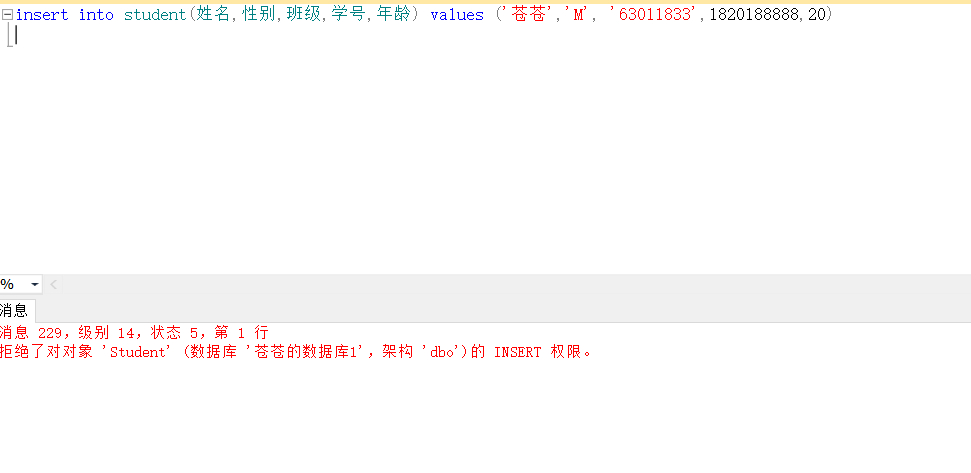 insert into student(姓名,性别,班级,学号,年龄) values ('苍苍','M', '63011833',1820188888,20)
%
消息
消息 229，级别 14，状态 5，第 1 行
拒绝了对对象 'Student' (数据库 '苍苍的数据库1'，架构 'dbo')的 INSERT 权限。